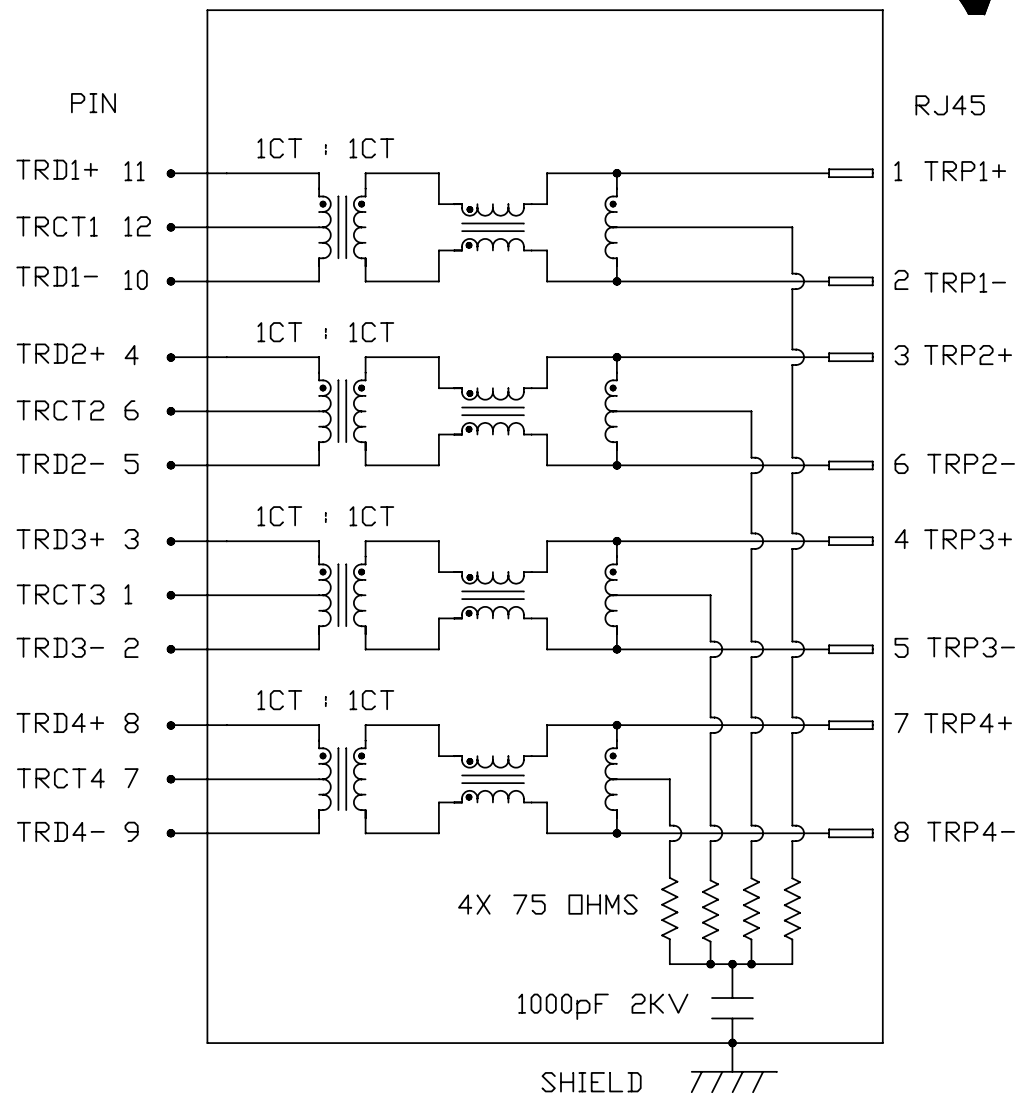 PIN RJ45
1CT : 1CT
TRD1+ 11 1 TRP1+
TRCT1 12
TRD1- 10 2 TRP1-
1CT : 1CT
TRD2+ 4 3 TRP2+
TRCT2 6
TRD2- 5 6 TRP2-
1CT : 1CT
TRD3+ 3 4 TRP3+
TRCT3 1
TRD3- 2 5 TRP3-
1CT : 1CT
TRD4+ 8 7 TRP4+
TRCT4 7
TRD4- 9 8 TRP4-
4X 75 OHMS
1000pF 2KV
SHIELD